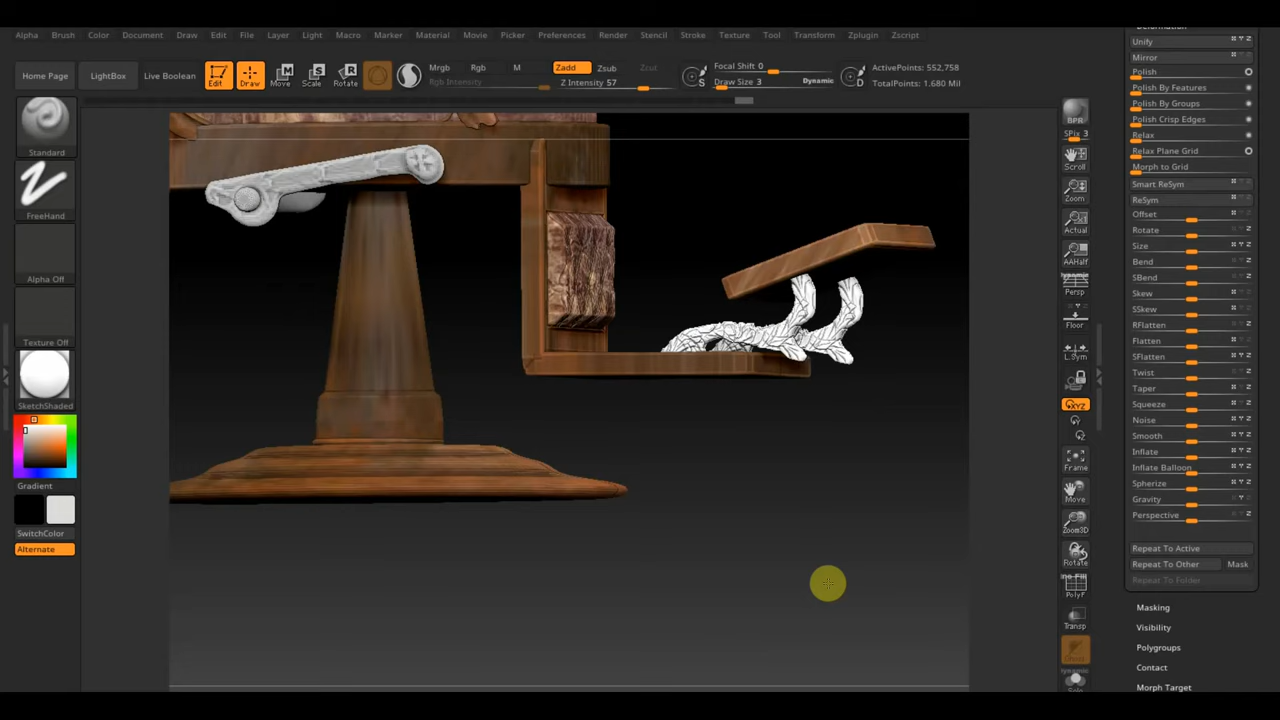 Alpha Brush Color Document Draw Edit File Layer Light Macro Marker Material Movie Picker Preferences Render Stencil Stroke Texture Tool Transform Zplugin Zscript
Home Page LightBox Live Boolean Edit Draw Move Scale Rotate
Mrgb Rgb M Zadd Zsub Zcut
Rgb Intensity Z Intensity 57
Focal Shift 0
Draw Size 3 Dynamic
ActivePoints: 552,758
TotalPoints: 1.680 Mil
Standard
FreeHand
Alpha Off
Texture Off
SketchShaded
Gradient
SwitchColor
Alternate
BPR
SPix 3
Scroll
Zoom
Actual
AAHalf
Dynamic
Persp
Floor
L.Sym
XYZ
Frame
Move
Zoom3D
Rotate
PolyF
Transp
Dynamic
Solo
Unify
Mirror
Polish
Polish By Features
Polish By Groups
Polish Crisp Edges
Relax
Relax Plane Grid
Morph to Grid
Smart ReSym
ReSym
Offset
Rotate
Size
Bend
SBend
Skew
SSkew
RFlatten
Flatten
SFlatten
Twist
Taper
Squeeze
Noise
Smooth
Inflate
Inflate Balloon
Spherize
Gravity
Perspective
Repeat To Active
Repeat To Other Mask
Repeat To Folder
Masking
Visibility
Polygroups
Contact
Morph Target